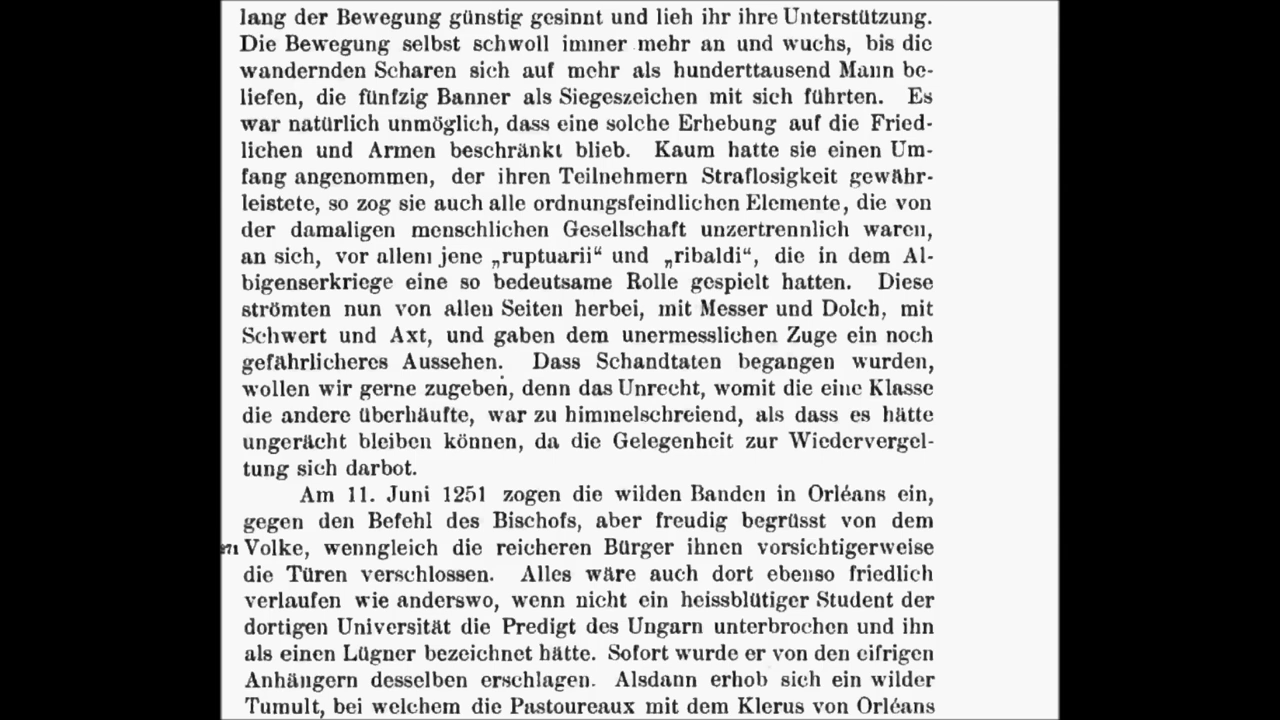 lang der Bewegung günstig gesinnt und lieh ihr ihre Unterstützung.
Die Bewegung selbst schwoll immer mehr an und wuchs, bis die
wandernden Scharen sich auf mehr als hunderttausend Mann be-
liefen, die fünfzig Banner als Siegeszeichen mit sich führten. Es
war natürlich unmöglich, dass eine solche Erhebung auf die Fried-
lichen und Armen beschränkt blieb. Kaum hatte sie einen Um-
fang angenommen, der ihren Teilnehmern Straflosigkeit gewähr-
leistete, so zog sie auch alle ordnungsfeindlichen Elemente, die von
der damaligen menschlichen Gesellschaft unzertrennlich waren,
an sich, vor allem jene „ruptuarii“ und „ribaldi“, die in dem Al-
bigenserkriege eine so bedeutsame Rolle gespielt hatten. Diese
strömten nun von allen Seiten herbei, mit Messer und Dolch, mit
Schwert und Axt, und gaben dem unermesslichen Zuge ein noch
gefährlicheres Aussehen. Dass Schandtaten begangen wurden,
wollen wir gerne zugeben, denn das Unrecht, womit die eine Klasse
die andere überhäufte, war zu himmelschreiend, als dass es hätte
ungerächt bleiben können, da die Gelegenheit zur Wiedervergel-
tung sich darbot.
Am 11. Juni 1251 zogen die wilden Banden in Orléans ein,
gegen den Befehl des Bischofs, aber freudig begrüsst von dem
Volke, wenngleich die reicheren Bürger ihnen vorsichtigerweise
die Türen verschlossen. Alles wäre auch dort ebenso friedlich
verlaufen wie anderswo, wenn nicht ein heissblütiger Student der
dortigen Universität die Predigt des Ungarn unterbrochen und ihn
als einen Lügner bezeichnet hätte. Sofort wurde er von den eifrigen
Anhängern desselben erschlagen. Alsdann erhob sich ein wilder
Tumult, bei welchem die Pastoureaux mit dem Klerus von Orléans